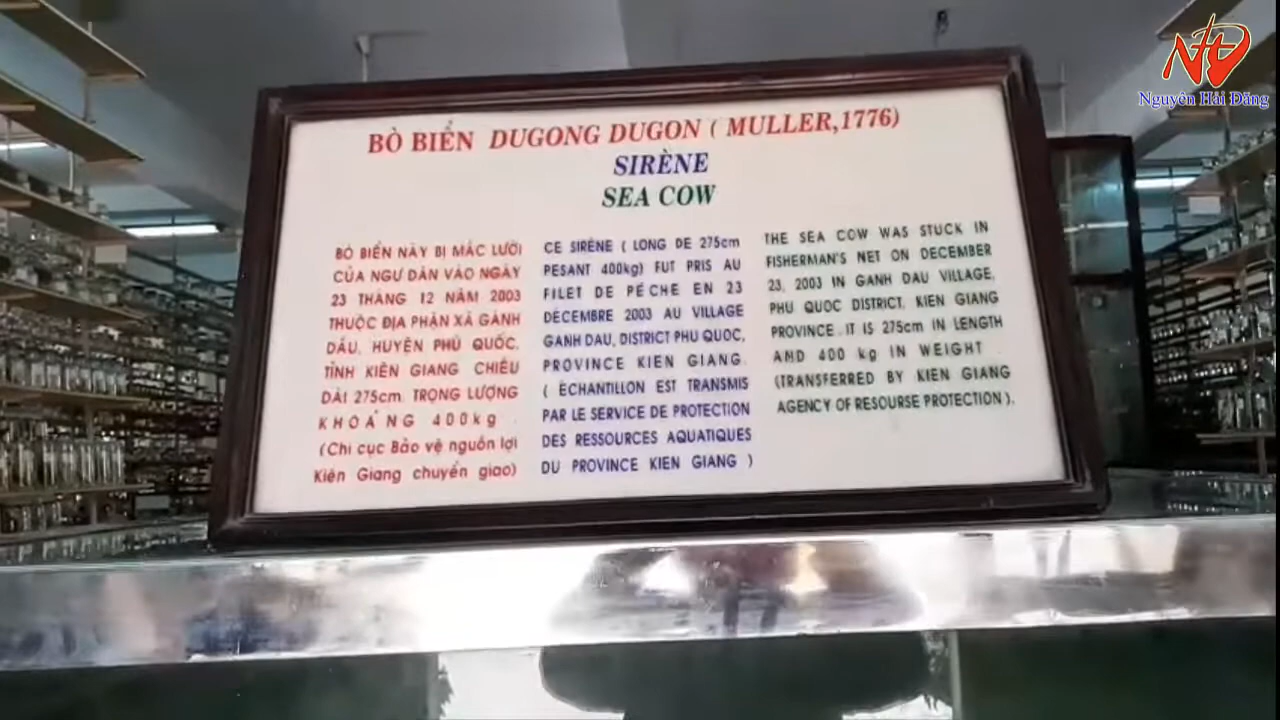 BÒ BIỂN DUGONG DUGON ( MULLER,1776)
SIRÈNE
SEA COW
BÒ BIỂN NÀY BỊ MẮC LƯỚI
CỦA NGƯ DÂN VÀO NGÀY
23 THÁNG 12 NĂM 2003
THUỘC ĐỊA PHẬN XÃ GÀNH
DẦU, HUYỆN PHÚ QUỐC,
TỈNH KIÊN GIANG CHIỀU
DÀI 275cm TRỌNG LƯỢNG
KHOẢNG 400kg .
(Chi cục Bảo vệ nguồn lợi
Kiên Giang chuyển giao)
CE SIRÈNE ( LONG DE 275cm
PESANT 400kg) FUT PRIS AU
FILET DE PÉCHE EN 23
DÉCEMBRE 2003 AU VILLAGE
GANH DAU, DISTRICT PHU QUOC,
PROVINCE KIEN GIANG.
( ÉCHANTILLON EST TRANSMIS
PAR LE SERVICE DE PROTECTION
DES RESSOURCES AQUATIQUES
DU PROVINCE KIEN GIANG )
THE SEA COW WAS STUCK IN
FISHERMAN'S NET ON DECEMBER
23, 2003 IN GANH DAU VILLAGE,
PHU QUOC DISTRICT, KIEN GIANG
PROVINCE . IT IS 275cm IN LENGTH
AND 400 kg IN WEIGHT
(TRANSFERRED BY KIEN GIANG
AGENCY OF RESOURSE PROTECTION ).
Nguyễn Hải Đăng